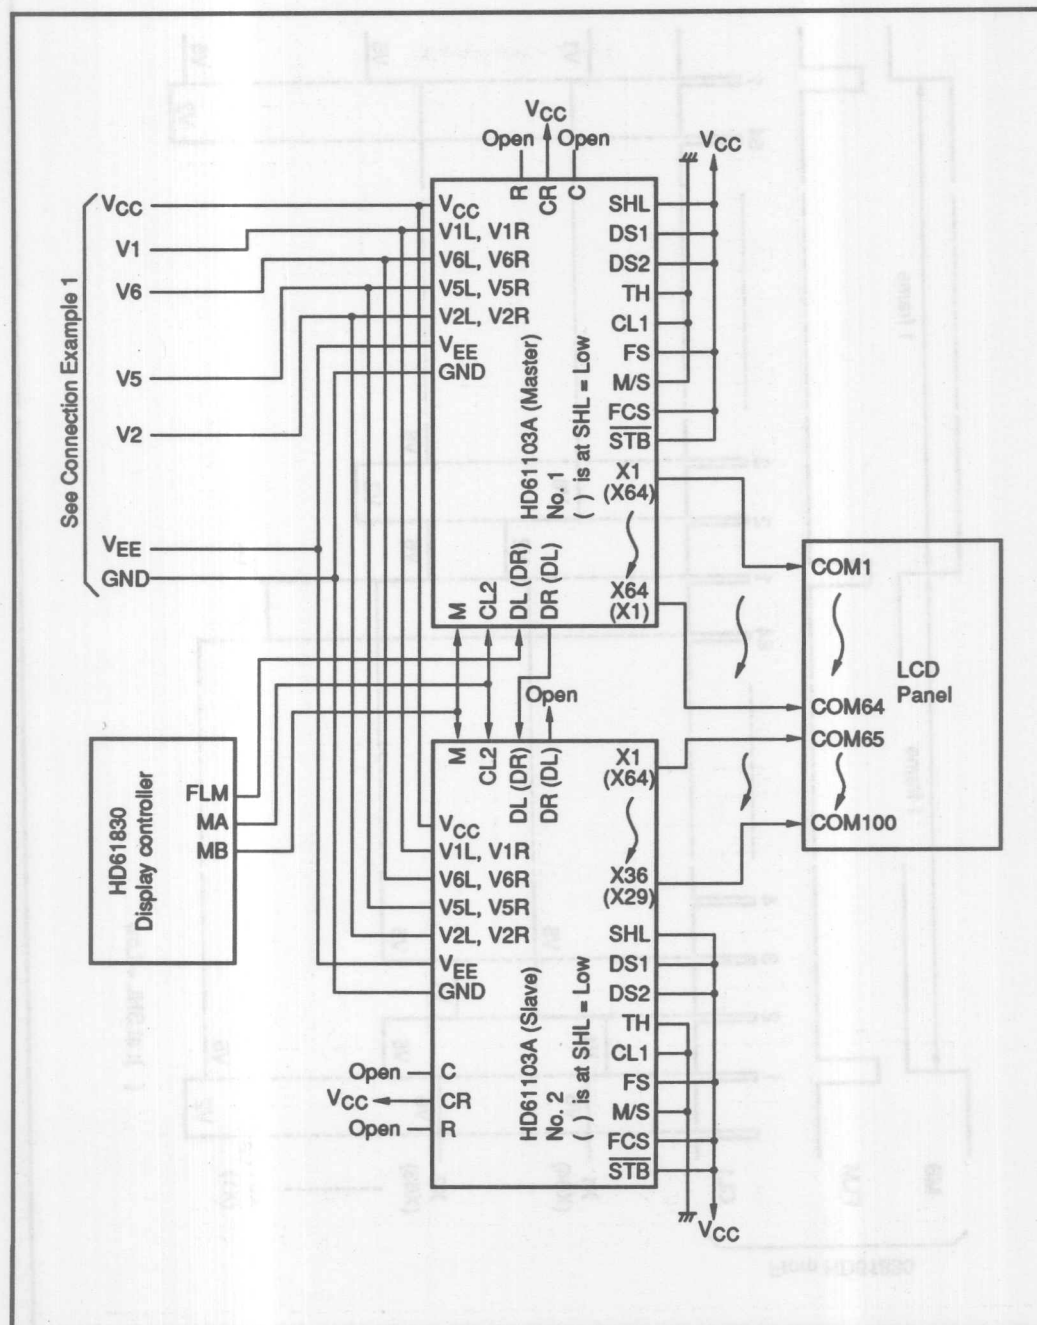 See Connection Example 1
VCC
V1
V6
V5
V2
VEE
GND
Open
VCC
Open
R
CR
C
VCC
V1L, V1R
V6L, V6R
V5L, V5R
V2L, V2R
VEE
GND
HD61103A (Master)
No.1
( ) is at SHL = Low
SHL
DS1
DS2
TH
CL1
FS
M/S
FCS
STB
X1
(X64)
X64
(X1)
VCC
M
CL2
DL (DR)
DR (DL)
Open
COM1
COM64
COM65
COM100
LCD
Panel
HD61830
Display controller
FLM
MA
MB
M
CL2
DL (DR)
DR (DL)
VCC
V1L, V1R
V6L, V6R
V5L, V5R
V2L, V2R
VEE
GND
Open
C
VCC
CR
Open
R
HD61103A (Slave)
No. 2
( ) is at SHL = Low
X1
(X64)
X36
(X29)
SHL
DS1
DS2
TH
CL1
FS
M/S
FCS
STB
VCC